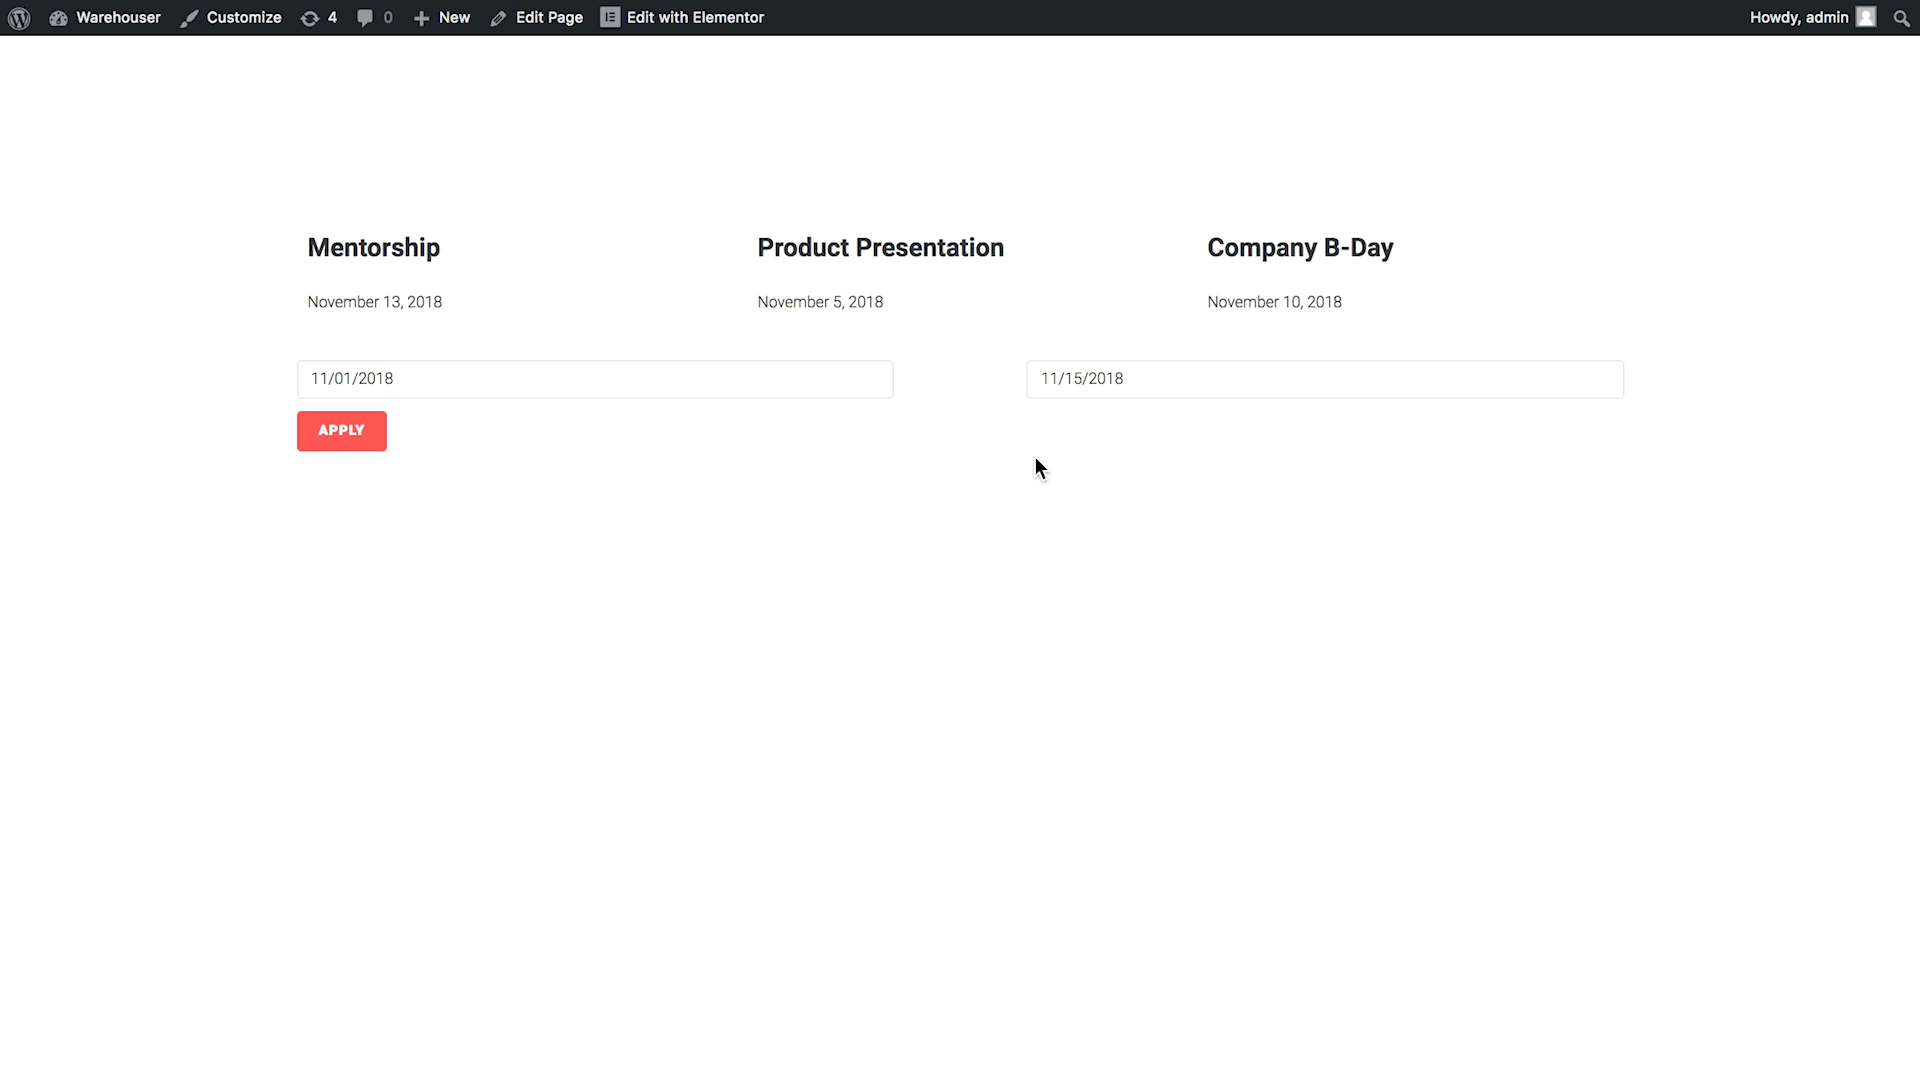 Warehouser Customize 4 0 New Edit Page Edit with Elementor Howdy, admin
Mentorship Product Presentation Company B-Day
November 13, 2018 November 5, 2018 November 10, 2018
11/01/2018 11/15/2018
APPLY